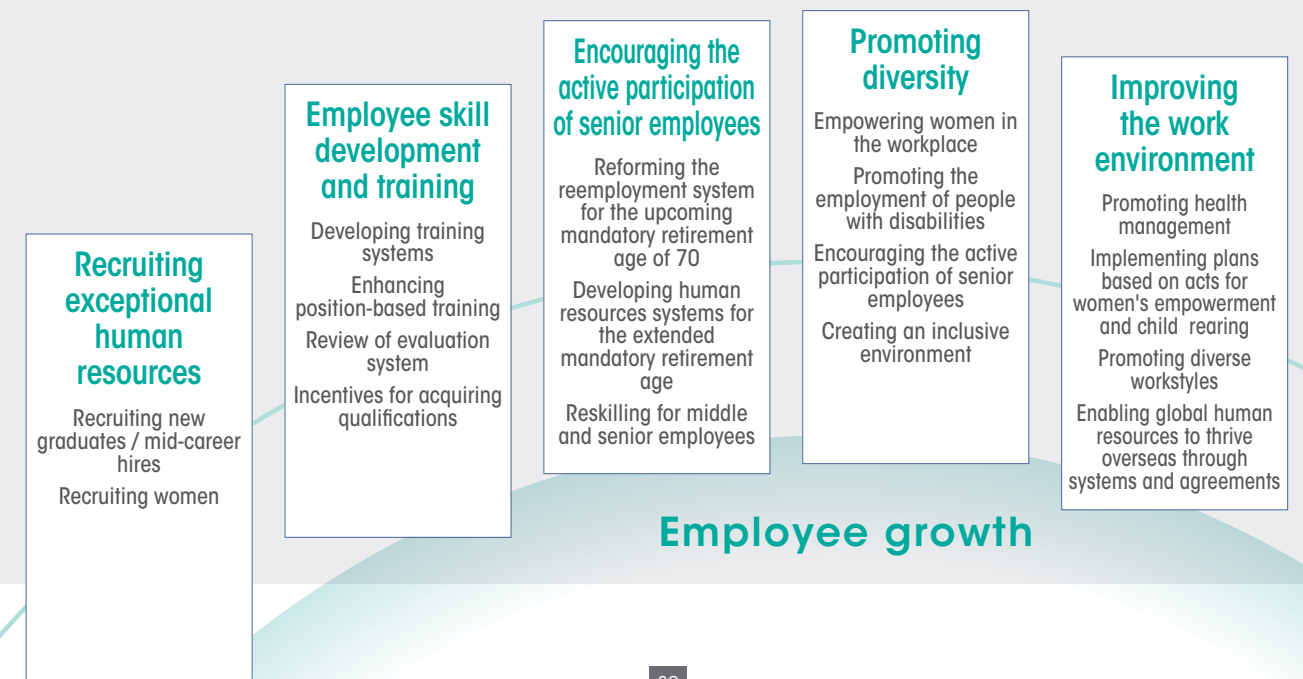 Recruiting
exceptional
human
resources
Recruiting new
graduates / mid-career
hires
Recruiting women
Employee skill
development
and training
Developing training
systems
Enhancing
position-based training
Review of evaluation
system
Incentives for acquiring
qualifications
Encouraging the
active participation
of senior employees
Reforming the
reemployment system
for the upcoming
mandatory retirement
age of 70
Developing human
resources systems for
the extended
mandatory retirement
age
Reskilling for middle
and senior employees
Promoting
diversity
Empowering women in
the workplace
Promoting the
employment of people
with disabilities
Encouraging the active
participation of senior
employees
Creating an inclusive
environment
Improving
the work
environment
Promoting health
management
Implementing plans
based on acts for
women's empowerment
and child  rearing
Promoting diverse
workstyles
Enabling global human
resources to thrive
overseas through
systems and agreements
Employee growth